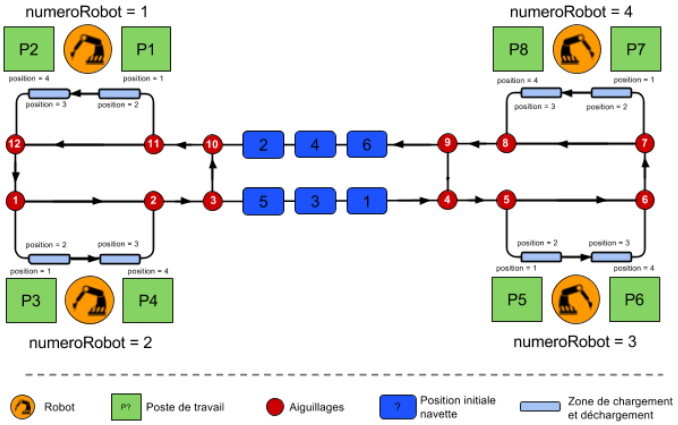 numeroRobot = 1
numeroRobot = 4
P2
P1
P8
P7
position = 4
position = 1
position = 3
position = 2
position = 4
position = 1
position = 3
position = 2
12
11
10
2
4
6
9
8
7
1
2
3
5
3
1
4
5
6
position = 2
position = 3
position = 1
position = 4
position = 2
position = 3
position = 1
position = 4
P3
P4
P5
P6
numeroRobot = 2
numeroRobot = 3
Robot
P?
Poste de travail
Aiguillages
?
Position initiale
navette
Zone de chargement
et déchargement